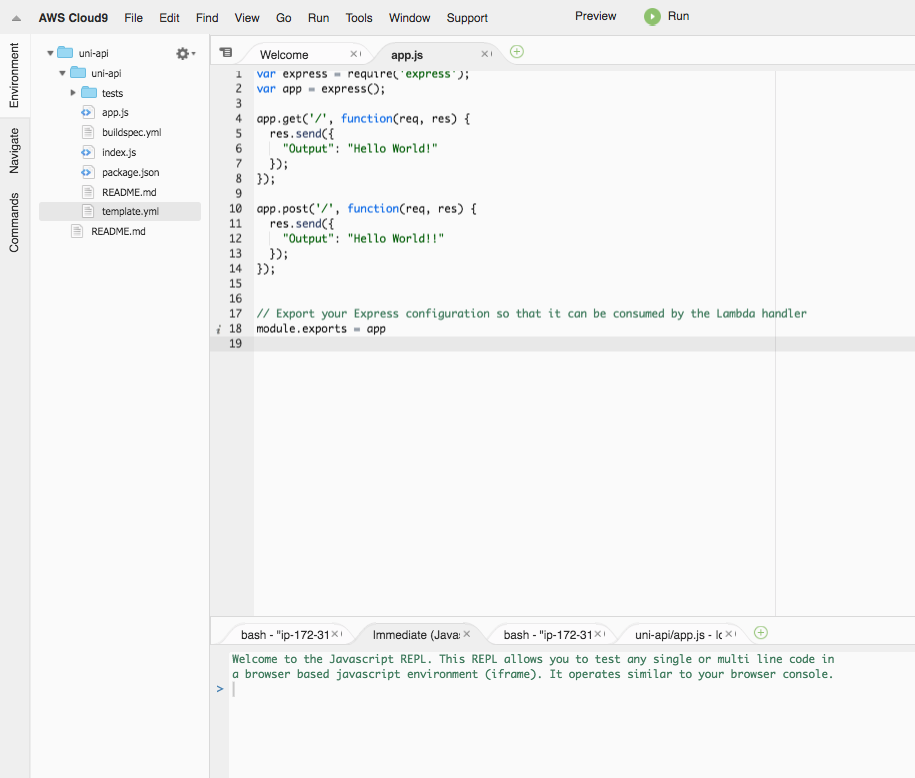 AWS Cloud9 File Edit Find View Go Run Tools Window Support Preview Run
Environment
Navigate
Commands
uni-api
uni-api
tests
app.js
buildspec.yml
index.js
package.json
README.md
template.yml
README.md
Welcome app.js
1 var express = require('express');
2 var app = express();
3
4 app.get('/', function(req, res) {
5 res.send({
6 "Output": "Hello World!"
7 });
8 });
9
10 app.post('/', function(req, res) {
11 res.send({
12 "Output": "Hello World!!"
13 });
14 });
15
16
17 // Export your Express configuration so that it can be consumed by the Lambda handler
i 18 module.exports = app
19
bash - "ip-172-31 Immediate (Javas bash - "ip-172-31 uni-api/app.js - Ic
Welcome to the Javascript REPL. This REPL allows you to test any single or multi line code in
a browser based javascript environment (iframe). It operates similar to your browser console.
>